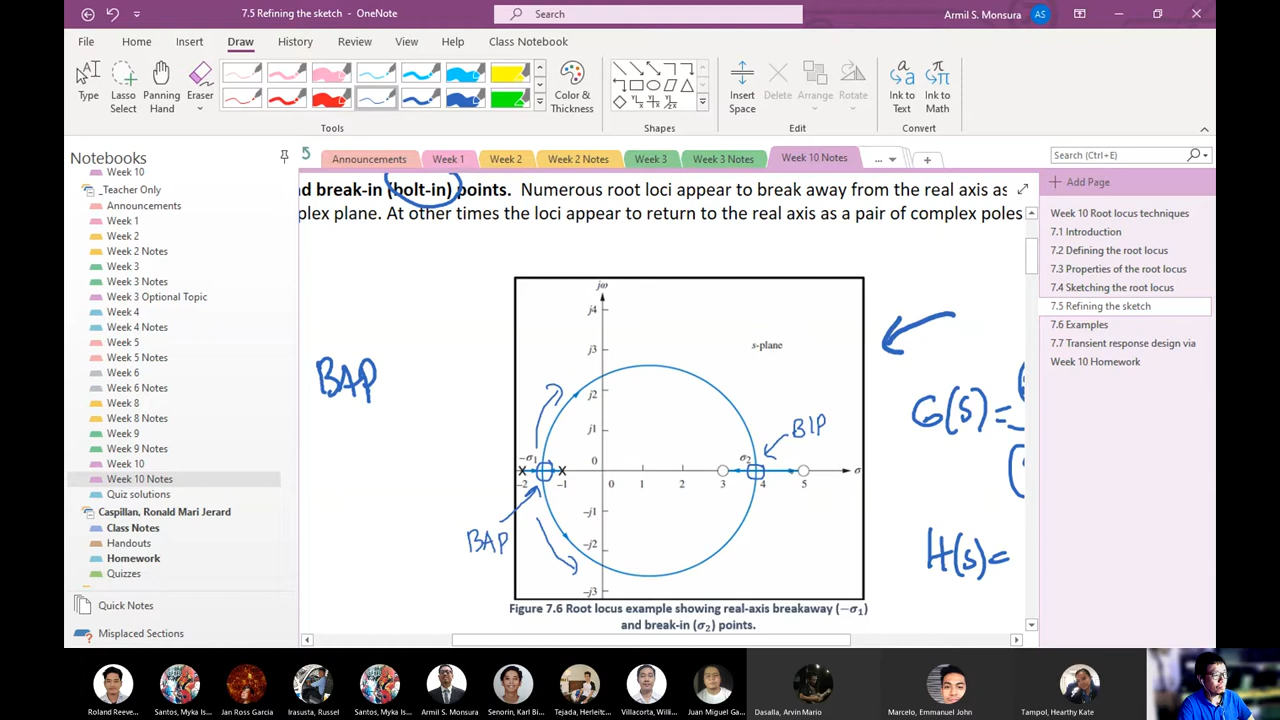 7.5 Refining the sketch - OneNote
Search
Armil S. Monsura
AS
File Home Insert Draw History Review View Help Class Notebook
Type
Lasso Select
Panning Hand
Eraser
Color & Thickness
Insert Space
Delete
Arrange
Rotate
Ink to Text
Ink to Math
Tools
Shapes
Edit
Convert
Notebooks
Announcements Week 1 Week 2 Week 2 Notes Week 3 Week 3 Notes Week 10 Notes ...
Search (Ctrl+E)
Week 10
_Teacher Only
Announcements
Week 1
Week 2
Week 2 Notes
Week 3
Week 3 Notes
Week 3 Optional Topic
Week 4
Week 4 Notes
Week 5
Week 5 Notes
Week 6
Week 6 Notes
Week 8
Week 8 Notes
Week 9
Week 9 Notes
Week 10
Week 10 Notes
Quiz solutions
Caspillan, Ronald Mari Jerard
Class Notes
Handouts
Homework
Quizzes
Quick Notes
Misplaced Sections
d break-in (bolt-in) points. Numerous root loci appear to break away from the real axis as
plex plane. At other times the loci appear to return to the real axis as a pair of complex poles
jω
j4
j3
s-plane
j2
j1
0
-σ1
σ2
σ
-2 -1 0 1 2 3 4 5
-j1
-j2
-j3
BAP
BIP
BAP
G(s)=
H(s)=
Figure 7.6 Root locus example showing real-axis breakaway (−σ1)
and break-in (σ2) points.
Add Page
Week 10 Root locus techniques
7.1 Introduction
7.2 Defining the root locus
7.3 Properties of the root locus
7.4 Sketching the root locus
7.5 Refining the sketch
7.6 Examples
7.7 Transient response design via
Week 10 Homework
Roland Reeve...
Santos, Myka Is...
Jan Ross Garcia
Irasusta, Russel
Santos, Myka Is...
Armil S. Monsura
Senorin, Karl Bi...
Tejada, Herleitc...
Villacorta, Willi...
Juan Miguel Ga...
Dasalla, Arvin Mario
Marcelo, Emmanuel John
Tampol, Hearthy Kate